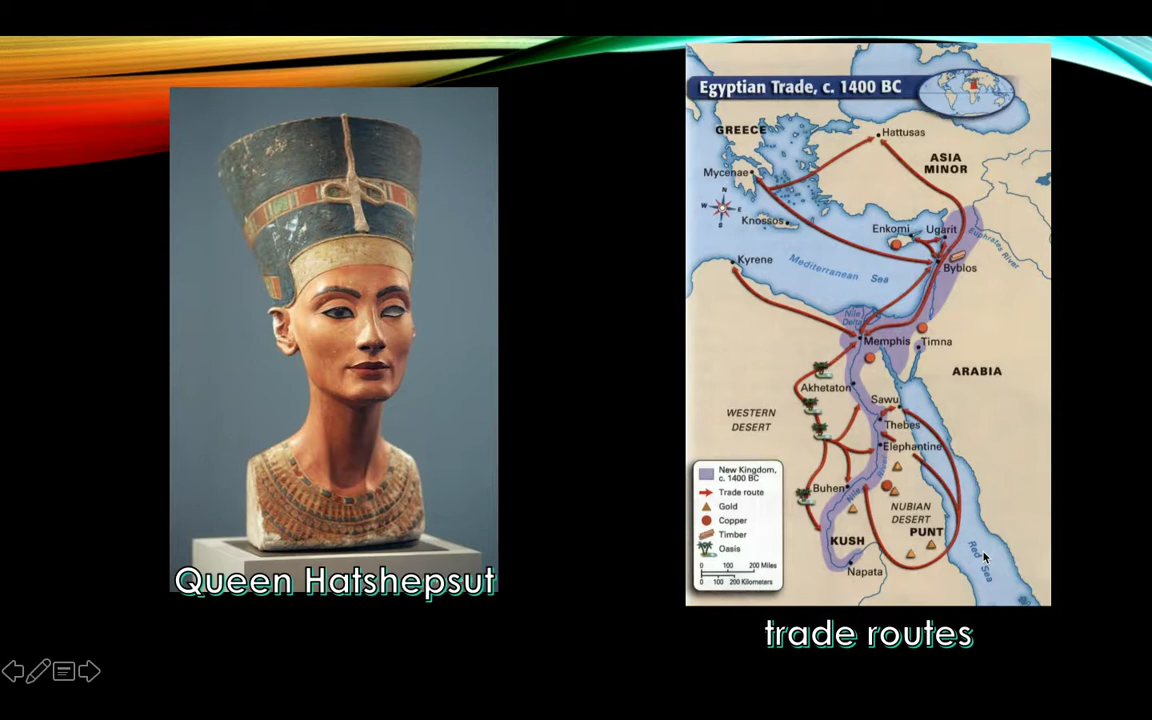 Egyptian Trade, c. 1400 BC
GREECE
Hattusas
ASIA
MINOR
Mycenae
N
W
E
S
Knossos
Enkomi
Ugarit
Euphrates River
Kyrene
Mediterranean Sea
Byblos
Nile
Delta
Memphis
Timna
ARABIA
Akhetaton
Sawu
WESTERN
DESERT
Thebes
Elephantine
New Kingdom,
c. 1400 BC
Trade route
Gold
Copper
Timber
Oasis
0 100 200 Miles
0 100 200 Kilometers
Buhen
Nile River
NUBIAN
DESERT
PUNT
KUSH
Red Sea
Napata
Queen Hatshepsut
trade routes